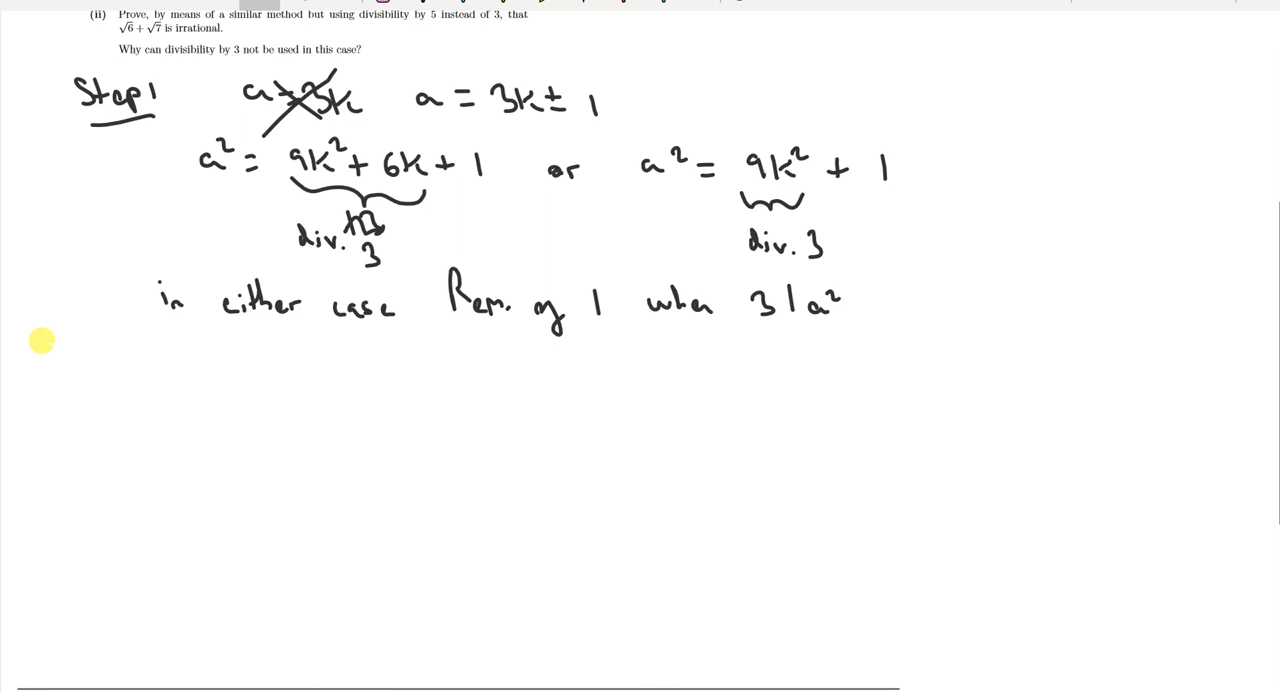 (ii) Prove, by means of a similar method but using divisibility by 5 instead of 3, that
√6 + √7 is irrational.
Why can divisibility by 3 not be used in this case?
Step 1 a = 3k a = 3k ± 1
a² = 9k² + 6k + 1 or a² = 9k² + 1
div. 3 div. 3
in either case Rem. of 1 when 3 | a²